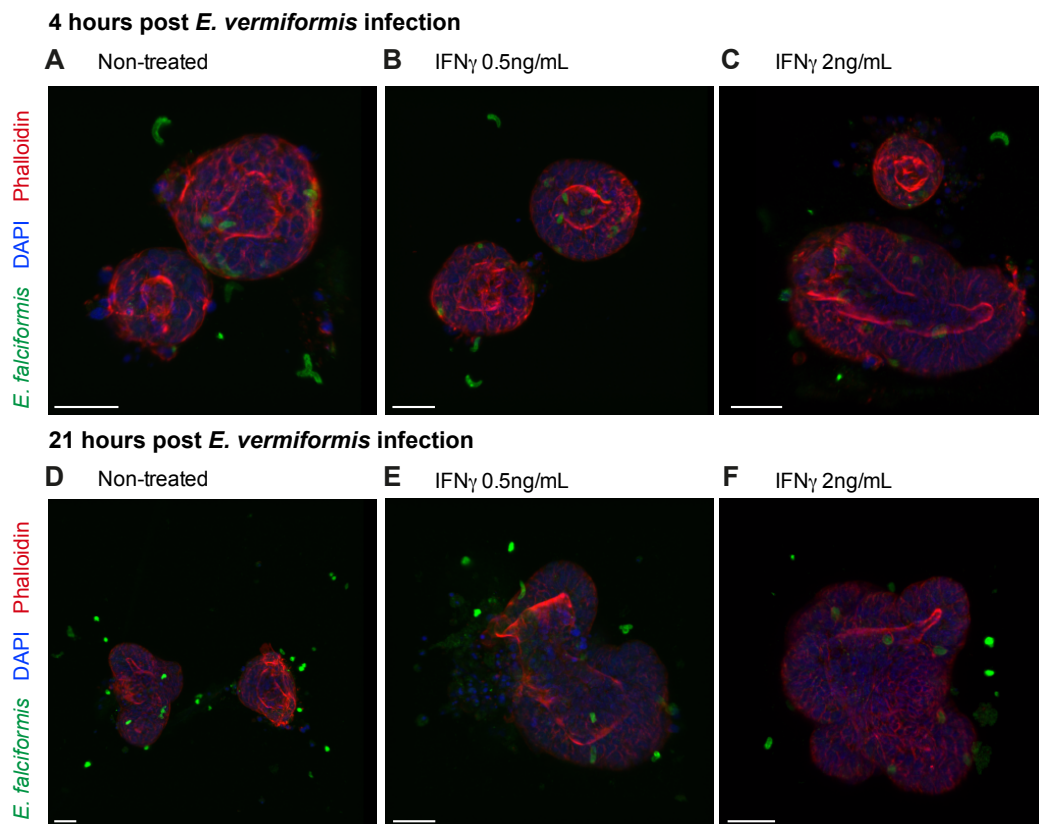 4 hours post E. vermiformis infection
A Non-treated
B IFNγ 0.5ng/mL
C IFNγ 2ng/mL
E. falciformis DAPI Phalloidin
21 hours post E. vermiformis infection
D Non-treated
E IFNγ 0.5ng/mL
F IFNγ 2ng/mL
E. falciformis DAPI Phalloidin